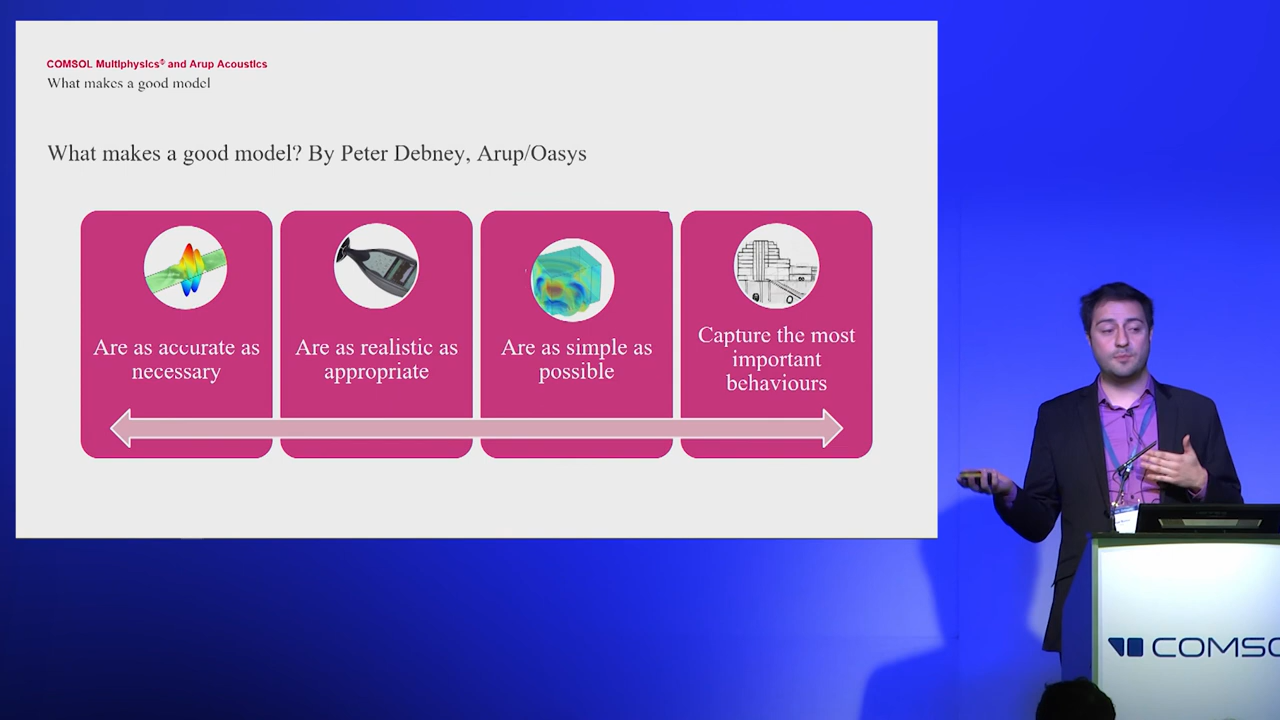 COMSOL Multiphysics® and Arup Acoustics
What makes a good model
What makes a good model? By Peter Debney, Arup/Oasys
Are as accurate as
necessary
Are as realistic as
appropriate
Are as simple as
possible
Capture the most
important
behaviours
COMSO